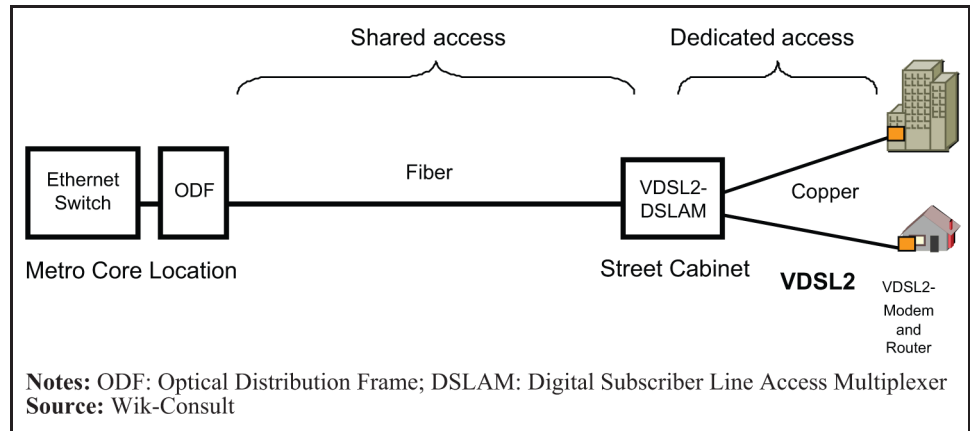 Shared access
Dedicated access
Ethernet
Switch
ODF
Fiber
VDSL2-
DSLAM
Copper
Metro Core Location
Street Cabinet
VDSL2
VDSL2-
Modem
and
Router
Notes: ODF: Optical Distribution Frame; DSLAM: Digital Subscriber Line Access Multiplexer
Source: Wik-Consult